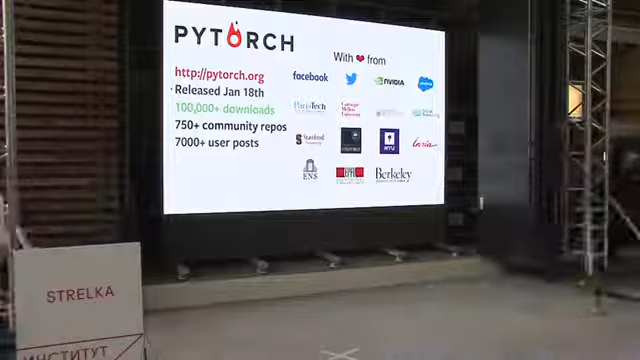 PYTORCH
With ❤ from
http://pytorch.org
Released Jan 18th
100,000+ downloads
750+ community repos
7000+ user posts
facebook
NVIDIA
ParisTech
Carnegie
Mellon
University
Stanford
University
OXFORD
NYU
Inria
ENS
Berkeley
STRELKA
ИНСТИТУТ